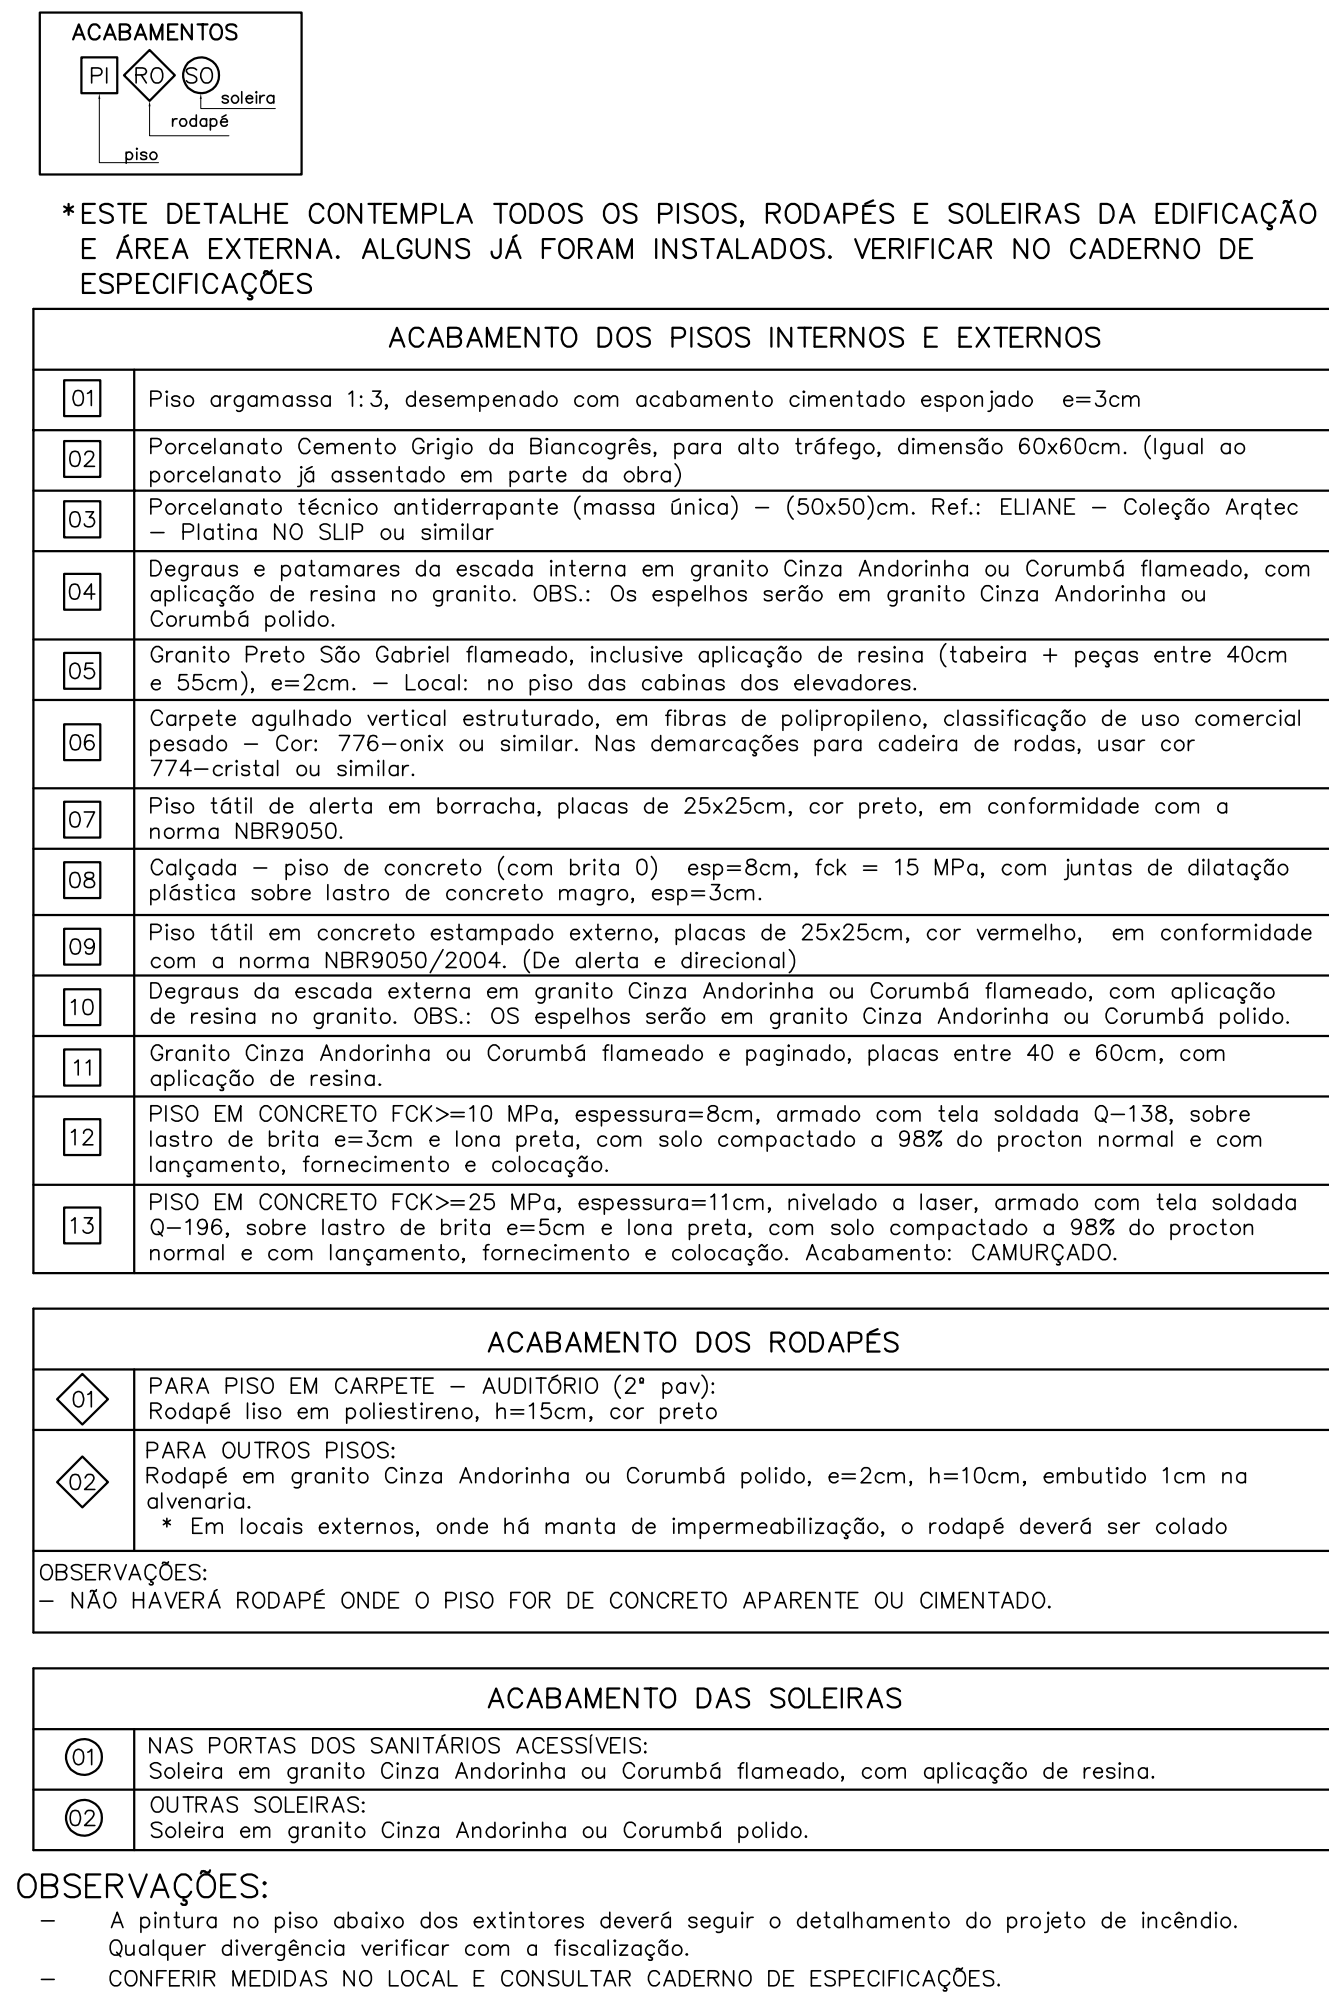 ACABAMENTOS
PI RO SO
soleira
rodapé
piso
*ESTE DETALHE CONTEMPLA TODOS OS PISOS, RODAPÉS E SOLEIRAS DA EDIFICAÇÃO
E ÁREA EXTERNA. ALGUNS JÁ FORAM INSTALADOS. VERIFICAR NO CADERNO DE
ESPECIFICAÇÕES
ACABAMENTO DOS PISOS INTERNOS E EXTERNOS
01 Piso argamassa 1:3, desempenado com acabamento cimentado esponjado e=3cm
02 Porcelanato Cemento Grigio da Biancogrês, para alto tráfego, dimensão 60x60cm. (Igual ao
porcelanato já assentado em parte da obra)
03 Porcelanato técnico antiderrapante (massa única) – (50x50)cm. Ref.: ELIANE – Coleção Arqtec
– Platina NO SLIP ou similar
04 Degraus e patamares da escada interna em granito Cinza Andorinha ou Corumbá flameado, com
aplicação de resina no granito. OBS.: Os espelhos serão em granito Cinza Andorinha ou
Corumbá polido.
05 Granito Preto São Gabriel flameado, inclusive aplicação de resina (tabeira + peças entre 40cm
e 55cm), e=2cm. – Local: no piso das cabinas dos elevadores.
06 Carpete agulhado vertical estruturado, em fibras de polipropileno, classificação de uso comercial
pesado – Cor: 776–onix ou similar. Nas demarcações para cadeira de rodas, usar cor
774–cristal ou similar.
07 Piso tátil de alerta em borracha, placas de 25x25cm, cor preto, em conformidade com a
norma NBR9050.
08 Calçada – piso de concreto (com brita 0) esp=8cm, fck = 15 MPa, com juntas de dilatação
plástica sobre lastro de concreto magro, esp=3cm.
09 Piso tátil em concreto estampado externo, placas de 25x25cm, cor vermelho, em conformidade
com a norma NBR9050/2004. (De alerta e direcional)
10 Degraus da escada externa em granito Cinza Andorinha ou Corumbá flameado, com aplicação
de resina no granito. OBS.: OS espelhos serão em granito Cinza Andorinha ou Corumbá polido.
11 Granito Cinza Andorinha ou Corumbá flameado e paginado, placas entre 40 e 60cm, com
aplicação de resina.
12 PISO EM CONCRETO FCK>=10 MPa, espessura=8cm, armado com tela soldada Q–138, sobre
lastro de brita e=3cm e lona preta, com solo compactado a 98% do procton normal e com
lançamento, fornecimento e colocação.
13 PISO EM CONCRETO FCK>=25 MPa, espessura=11cm, nivelado a laser, armado com tela soldada
Q–196, sobre lastro de brita e=5cm e lona preta, com solo compactado a 98% do procton
normal e com lançamento, fornecimento e colocação. Acabamento: CAMURÇADO.
ACABAMENTO DOS RODAPÉS
01 PARA PISO EM CARPETE – AUDITÓRIO (2° pav):
Rodapé liso em poliestireno, h=15cm, cor preto
02 PARA OUTROS PISOS:
Rodapé em granito Cinza Andorinha ou Corumbá polido, e=2cm, h=10cm, embutido 1cm na
alvenaria.
* Em locais externos, onde há manta de impermeabilização, o rodapé deverá ser colado
OBSERVAÇÕES:
– NÃO HAVERÁ RODAPÉ ONDE O PISO FOR DE CONCRETO APARENTE OU CIMENTADO.
ACABAMENTO DAS SOLEIRAS
01 NAS PORTAS DOS SANITÁRIOS ACESSÍVEIS:
Soleira em granito Cinza Andorinha ou Corumbá flameado, com aplicação de resina.
02 OUTRAS SOLEIRAS:
Soleira em granito Cinza Andorinha ou Corumbá polido.
OBSERVAÇÕES:
– A pintura no piso abaixo dos extintores deverá seguir o detalhamento do projeto de incêndio.
Qualquer divergência verificar com a fiscalização.
– CONFERIR MEDIDAS NO LOCAL E CONSULTAR CADERNO DE ESPECIFICAÇÕES.